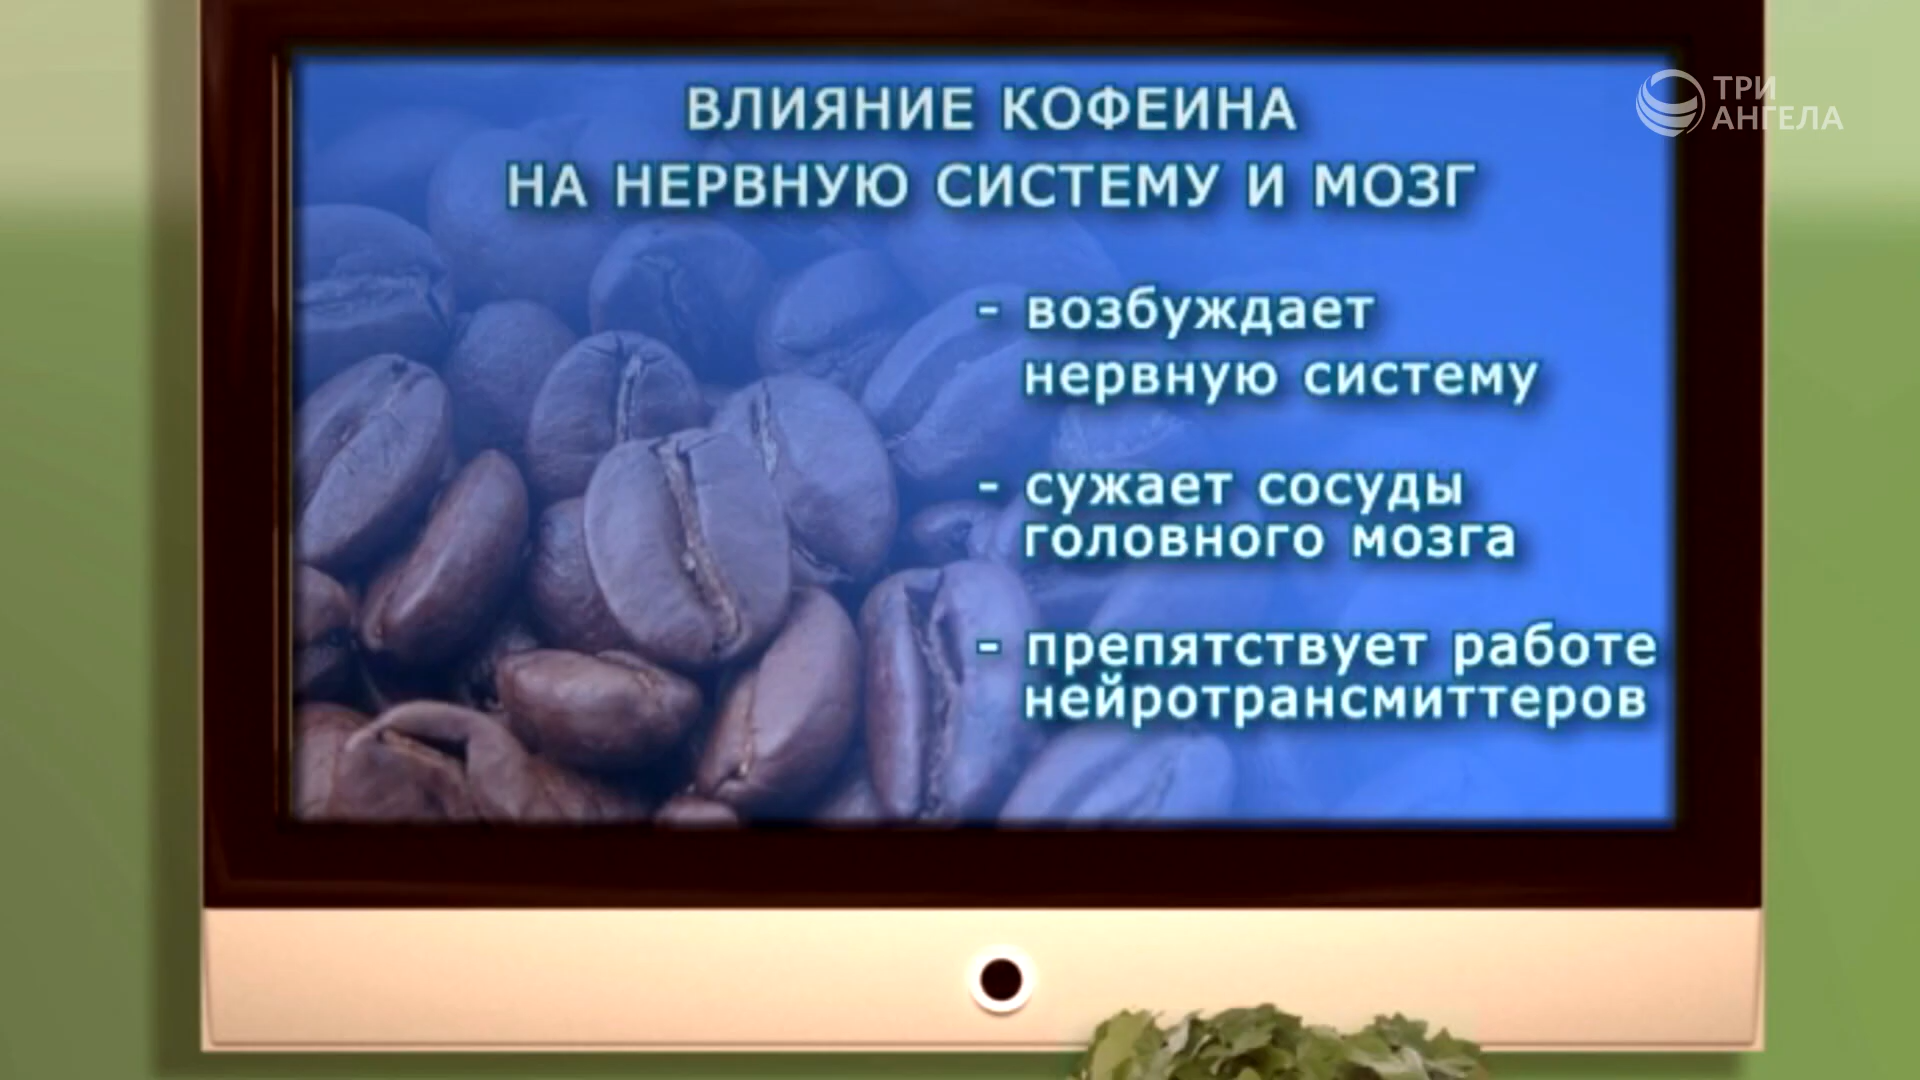 ВЛИЯНИЕ КОФЕИНА
НА НЕРВНУЮ СИСТЕМУ И МОЗГ
- возбуждает
нервную систему
- сужает сосуды
головного мозга
- препятствует работе
нейротрансмиттеров
ТРИ
АНГЕЛА